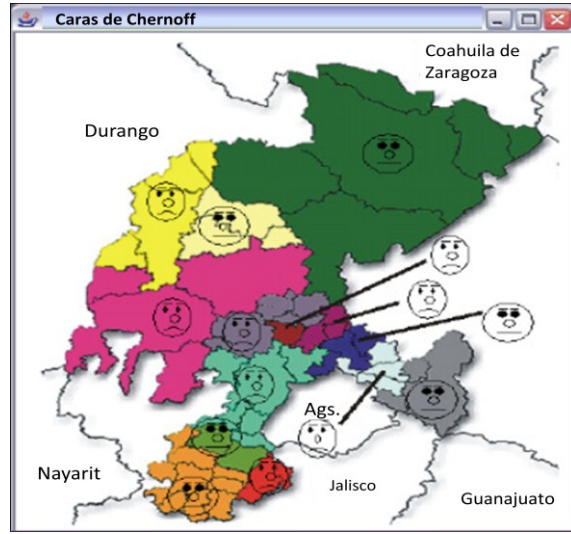 Caras de Chernoff
Coahuila de
Zaragoza
Durango
Ags.
Nayarit
Jalisco
Guanajuato